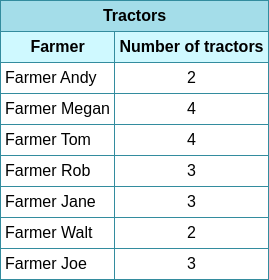 Tractors
Farmer Number of tractors
Farmer Andy 2
Farmer Megan 4
Farmer Tom 4
Farmer Rob 3
Farmer Jane 3
Farmer Walt 2
Farmer Joe 3